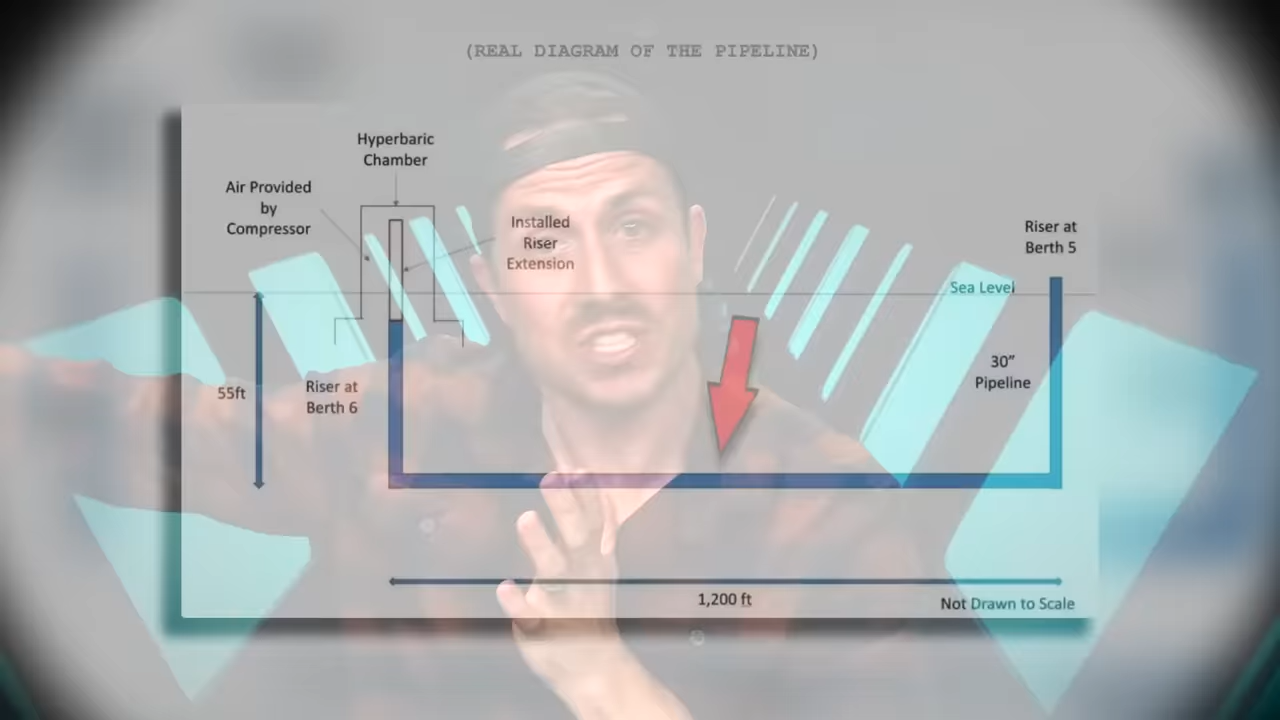 (REAL DIAGRAM OF THE PIPELINE)
Hyperbaric
Chamber
Air Provided
by
Compressor
Installed
Riser
Extension
Riser at
Berth 5
Sea Level
30”
Pipeline
55ft
Riser at
Berth 6
1,200 ft
Not Drawn to Scale